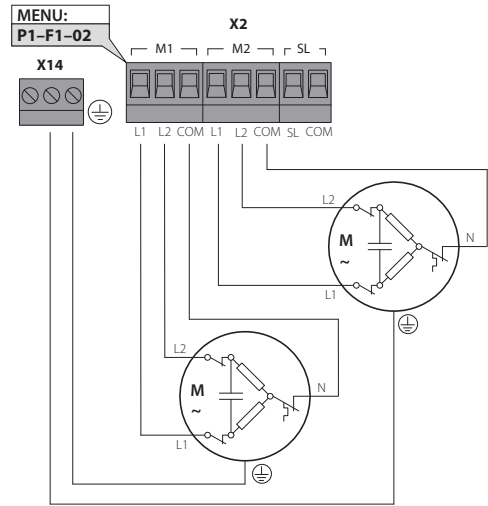 MENU:
P1–F1–02
X2
M1 M2 SL
X14
L1 L2 COM L1 L2 COM SL COM
L2
M
~
N
L1
L2
M
~
N
L1